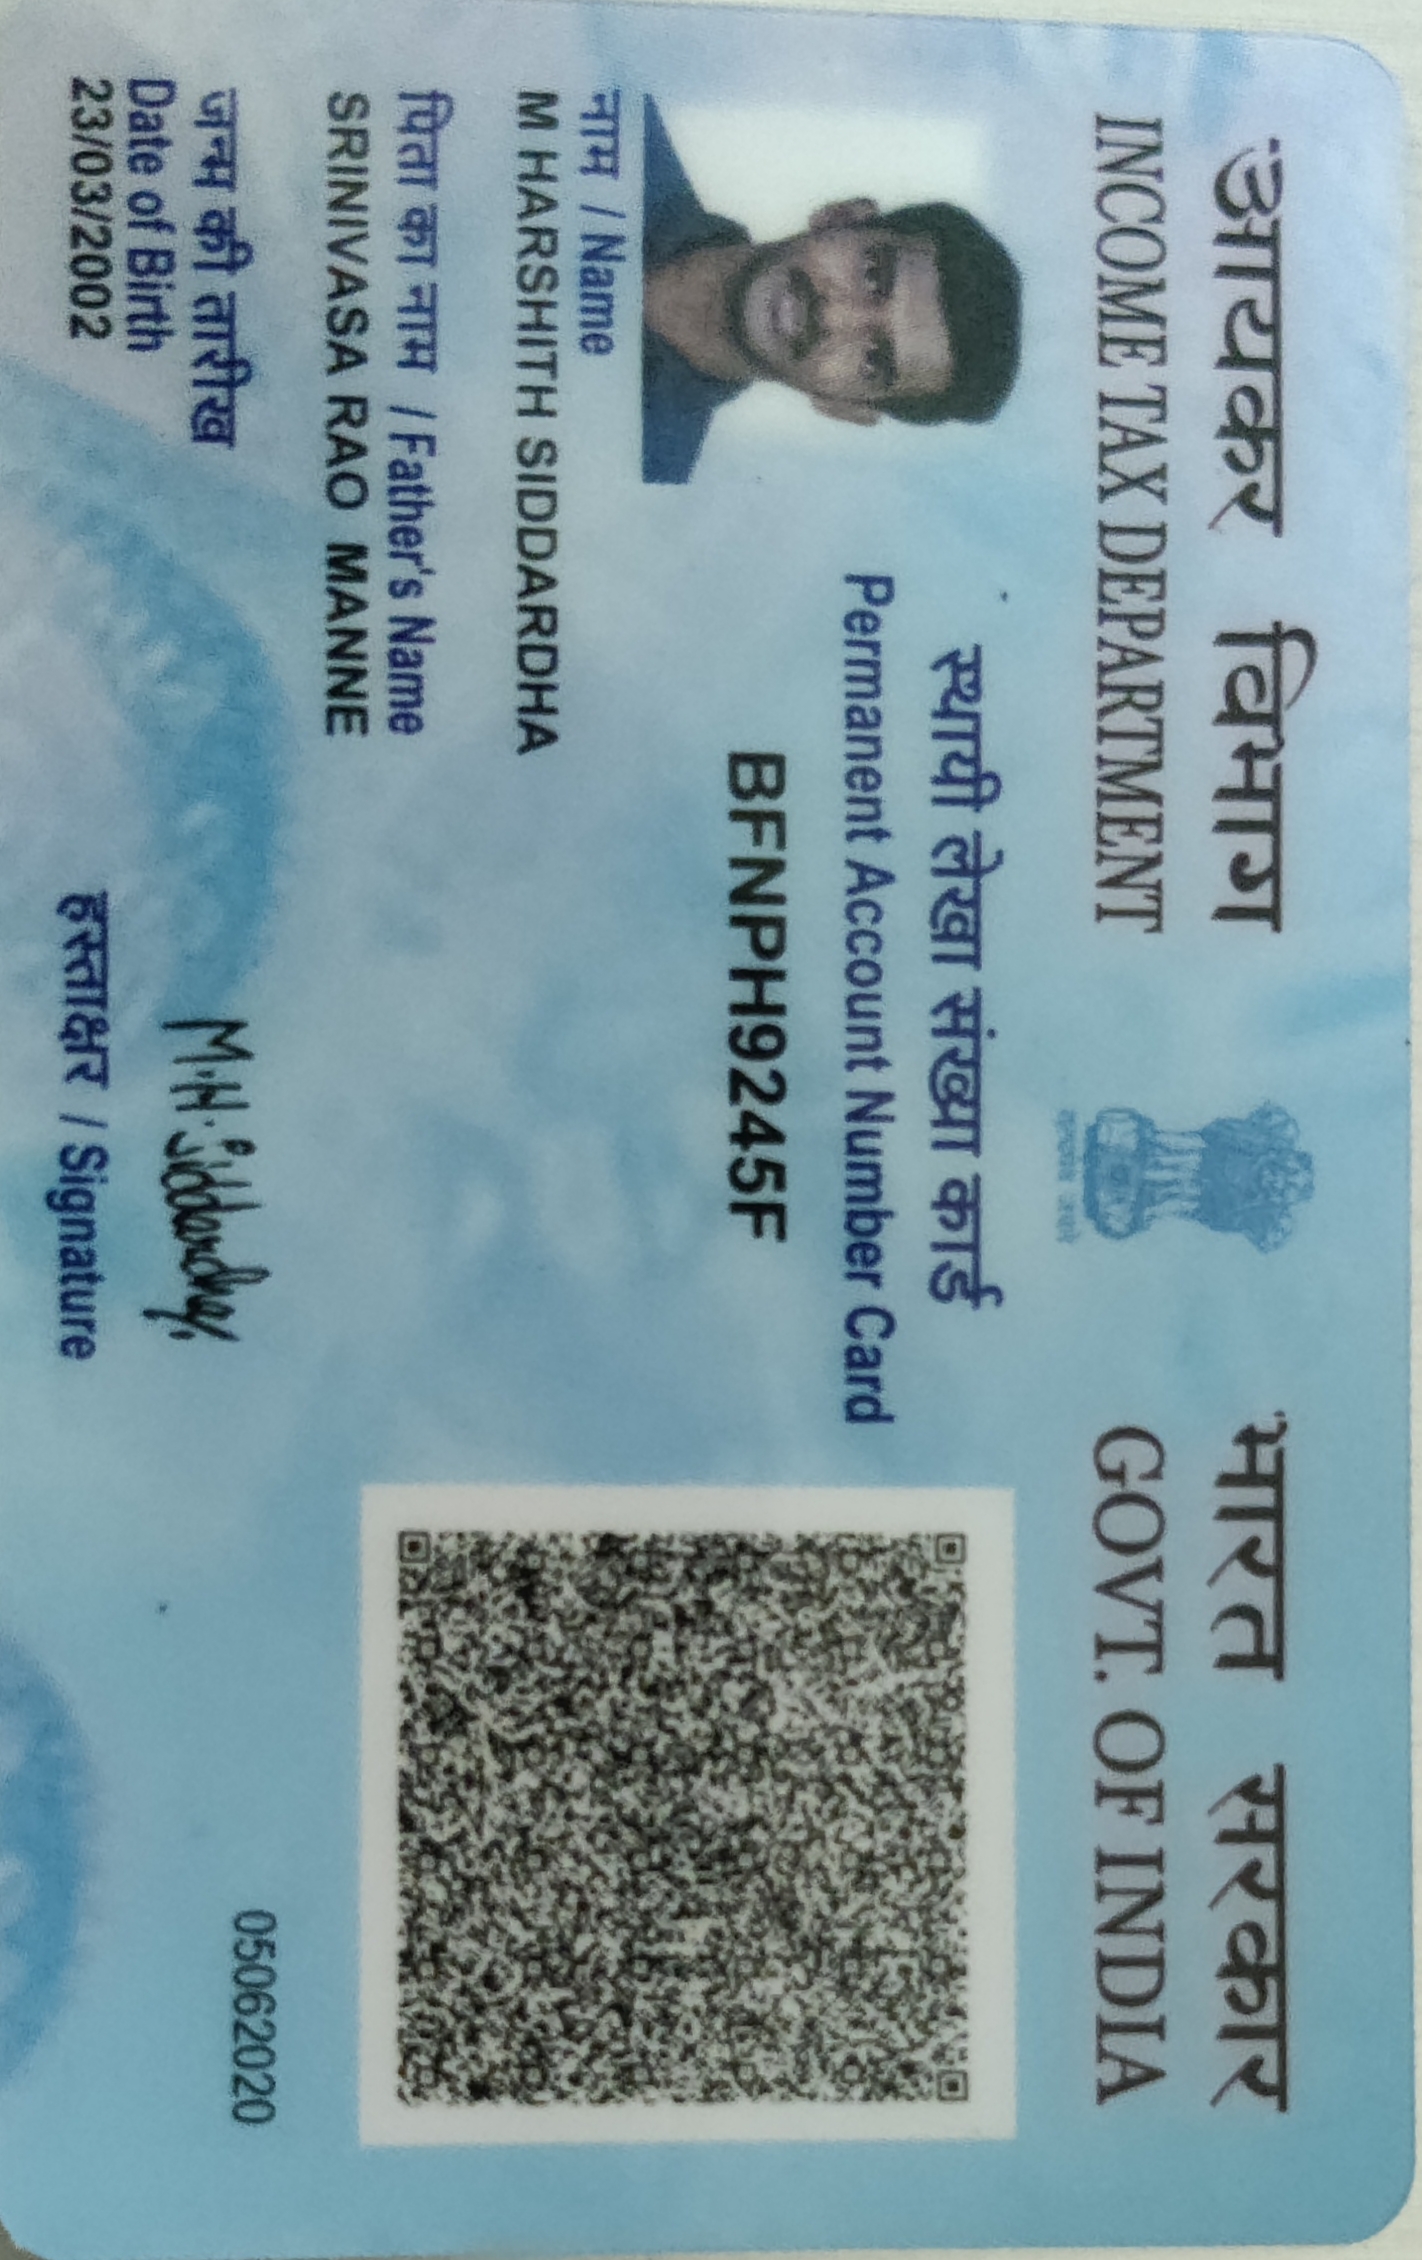 आयकर विभाग
INCOME TAX DEPARTMENT
भारत सरकार
GOVT. OF INDIA
सत्यमेव जयते
स्थायी लेखा संख्या कार्ड
Permanent Account Number Card
BFNPH9245F
नाम / Name
M HARSHITH SIDDARDHA
पिता का नाम / Father's Name
SRINIVASA RAO MANNE
जन्म की तारीख
Date of Birth
23/03/2002
M.H.Siddardha
हस्ताक्षर / Signature
05062020